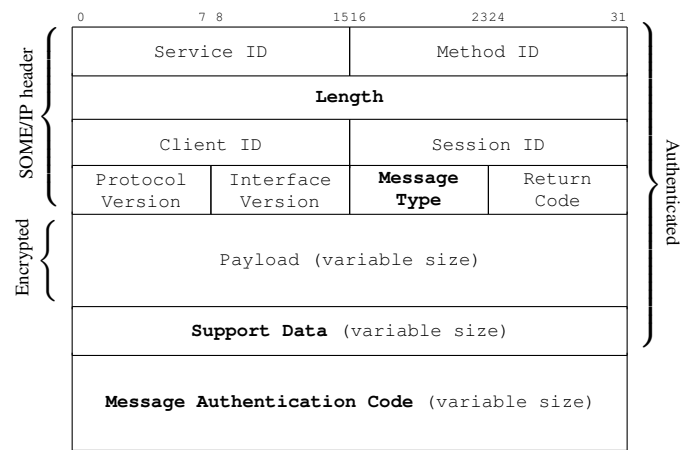 0 7 8 1516 2324 31
Service ID Method ID
Length
Client ID Session ID
Protocol Version Interface Version Message Type Return Code
Payload (variable size)
Support Data (variable size)
Message Authentication Code (variable size)
SOME/IP header
Encrypted
Authenticated